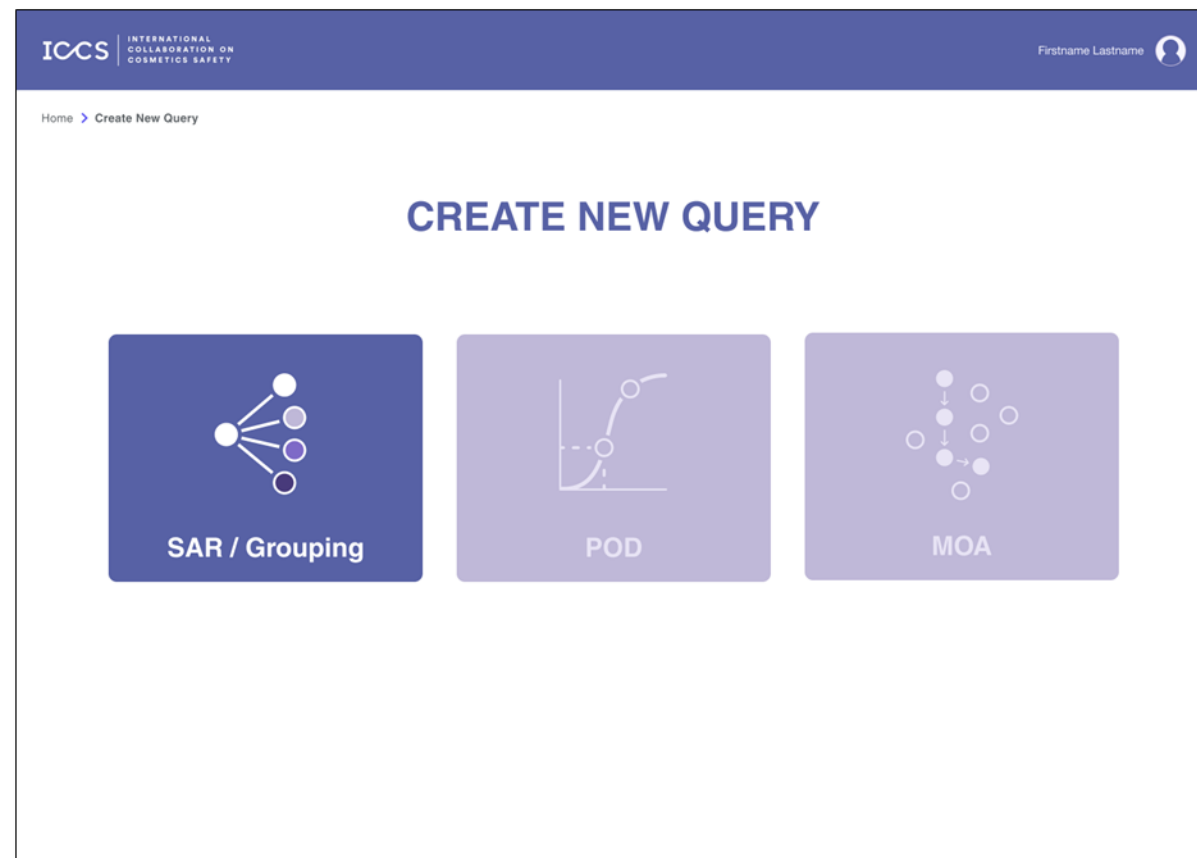 ICCS
INTERNATIONAL
COLLABORATION ON
COSMETICS SAFETY
Firstname Lastname
Home > Create New Query
CREATE NEW QUERY
SAR / Grouping
POD
MOA